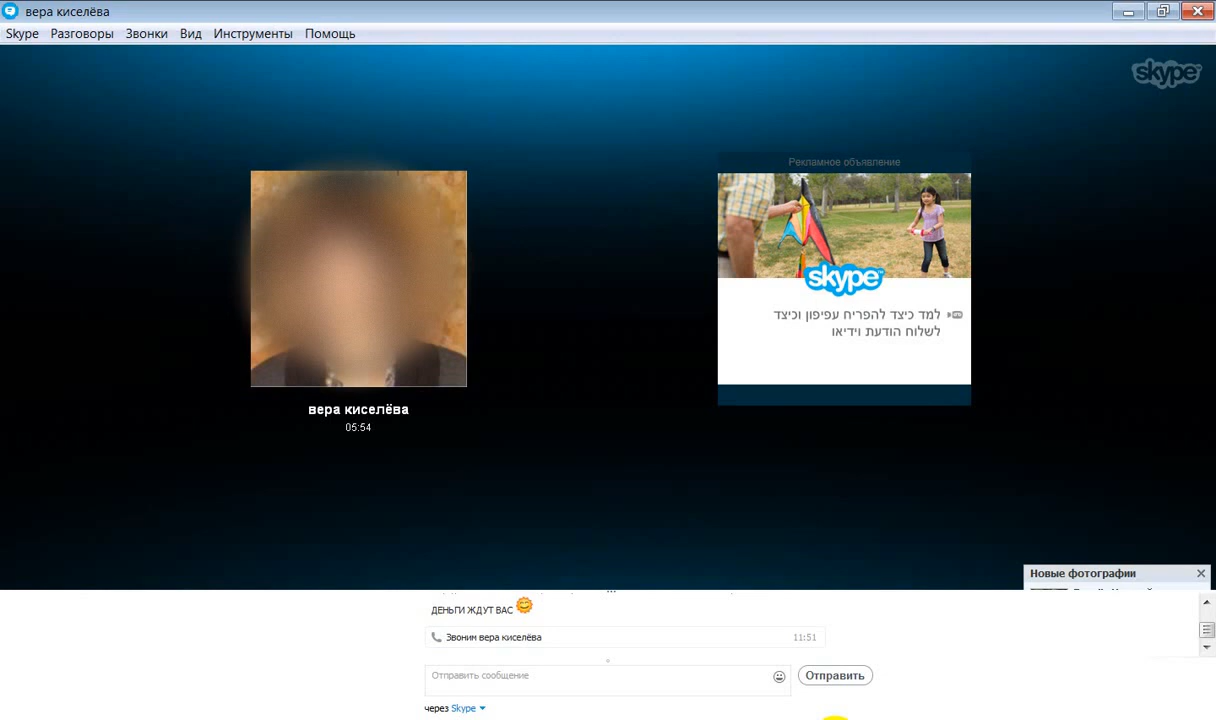 вера киселёва
Skype Разговоры Звонки Вид Инструменты Помощь
skype
Рекламное объявление
skype
למד כיצד להפריח עפיפון וכיצד
לשלוח הודעת וידיאו
вера киселёва
05:54
Новые фотографии
ДЕНЬГИ ЖДУТ ВАС
Звоним вера киселёва 11:51
Отправить сообщение
Отправить
через Skype